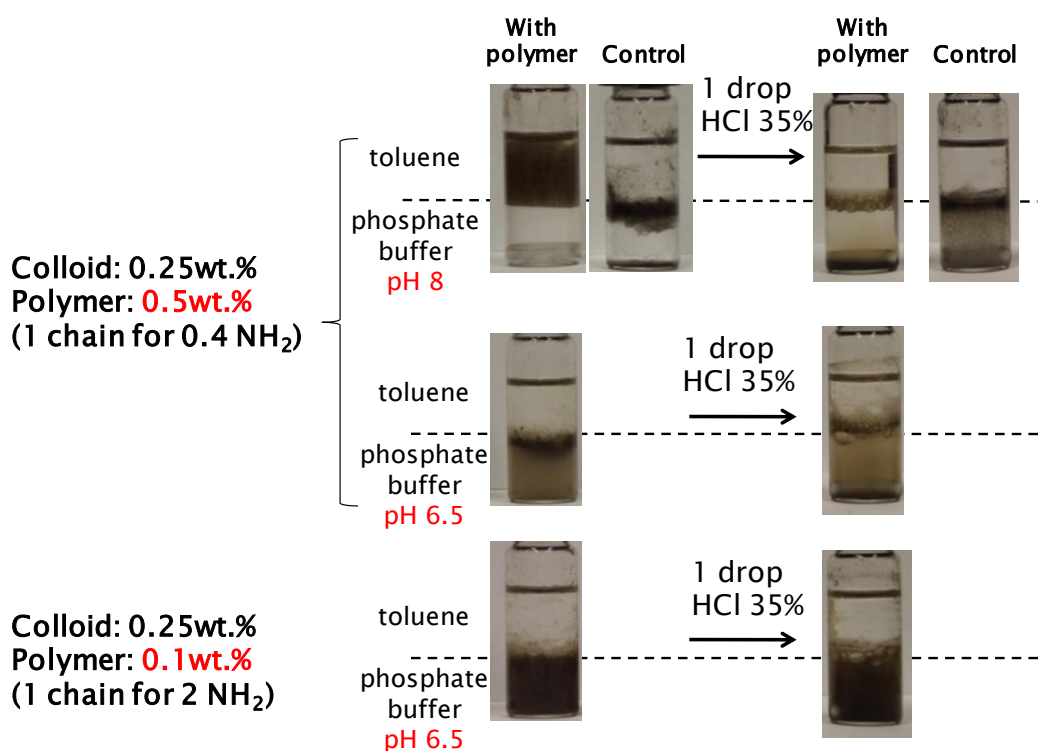 With
polymer
Control
1 drop
HCl 35%
With
polymer
Control
toluene
phosphate
buffer
pH 8
Colloid: 0.25wt.%
Polymer: 0.5wt.%
(1 chain for 0.4 NH₂)
1 drop
HCl 35%
toluene
phosphate
buffer
pH 6.5
1 drop
HCl 35%
toluene
Colloid: 0.25wt.%
Polymer: 0.1wt.%
(1 chain for 2 NH₂)
phosphate
buffer
pH 6.5